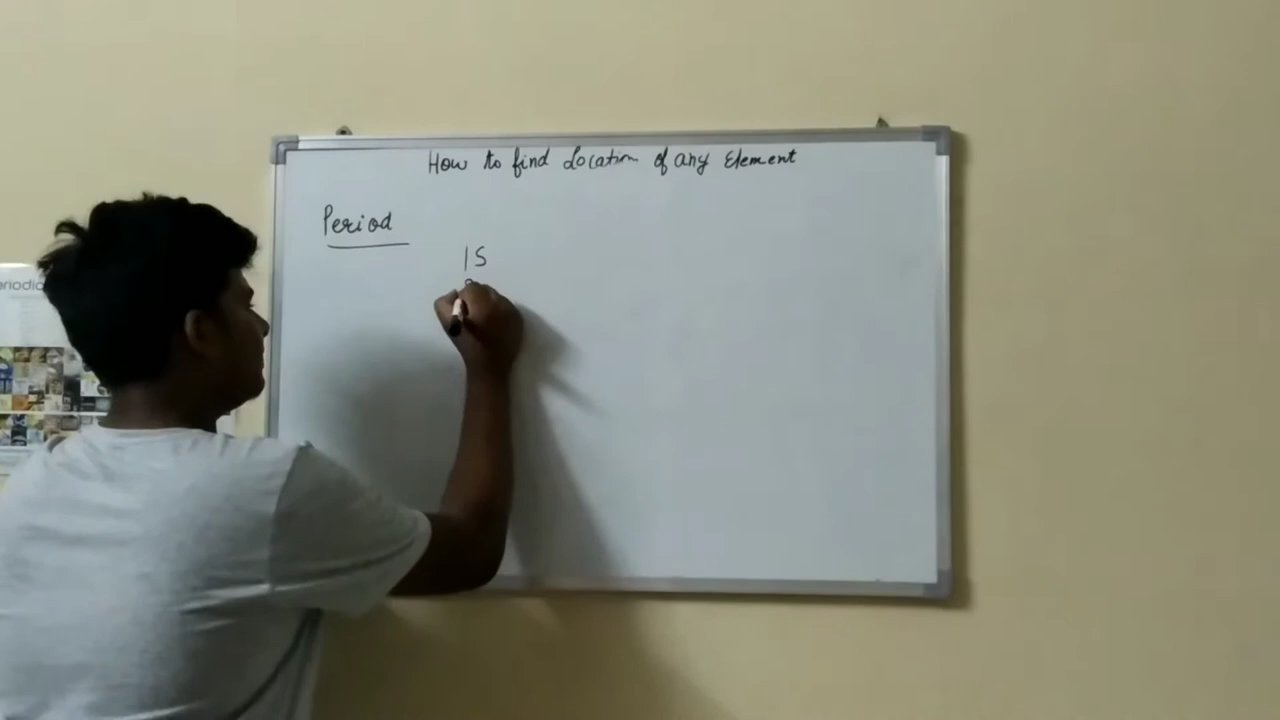 How to find Location of any Element
Period
1S